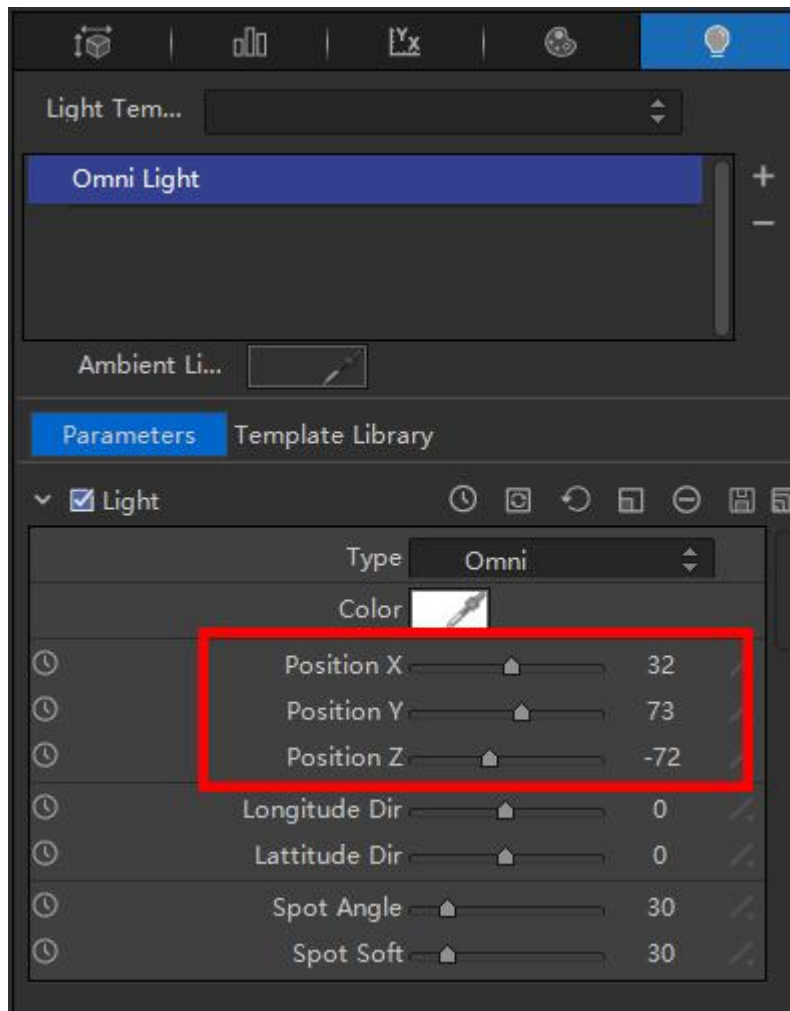 Light Tem...
Omni Light
Ambient Li...
Parameters Template Library
Light
Type Omni
Color
Position X 32
Position Y 73
Position Z -72
Longitude Dir 0
Lattitude Dir 0
Spot Angle 30
Spot Soft 30